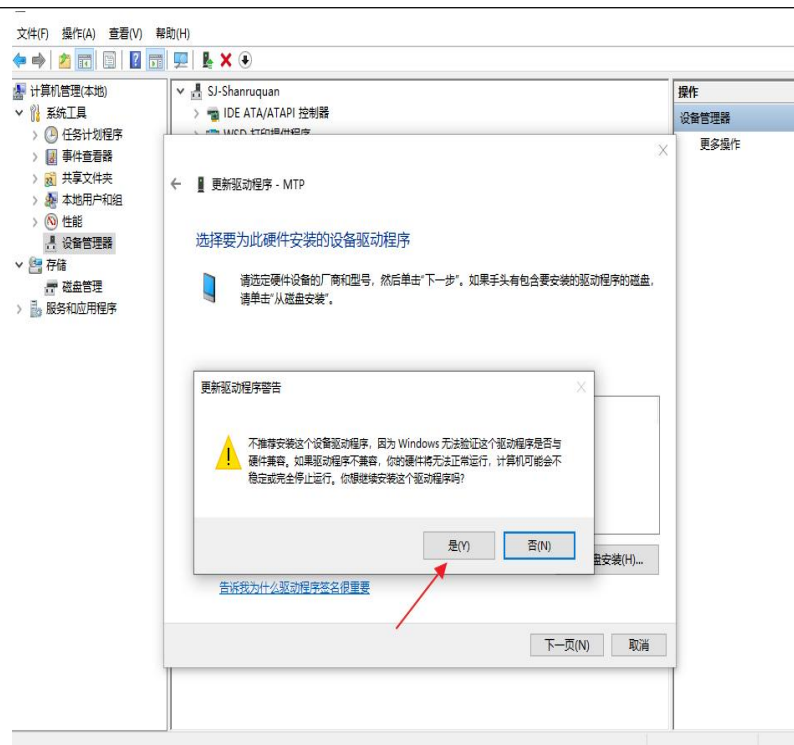 文件(F) 操作(A) 查看(V) 帮助(H)
计算机管理(本地)
系统工具
任务计划程序
事件查看器
共享文件夹
本地用户和组
性能
设备管理器
存储
磁盘管理
服务和应用程序
SJ-Shanruquan
IDE ATA/ATAPI 控制器
WSD 打印提供程序
操作
设备管理器
更多操作
更新驱动程序 - MTP
选择要为此硬件安装的设备驱动程序
请选定硬件设备的厂商和型号，然后单击“下一步”。如果手头有包含要安装的驱动程序的磁盘，
请单击“从磁盘安装”。
更新驱动程序警告
不推荐安装这个设备驱动程序，因为 Windows 无法验证这个驱动程序是否与
硬件兼容。如果驱动程序不兼容，你的硬件将无法正常运行，计算机可能会不
稳定或完全停止运行。你想继续安装这个驱动程序吗?
是(Y) 否(N)
盘安装(H)...
告诉我为什么驱动程序签名很重要
下一页(N) 取消